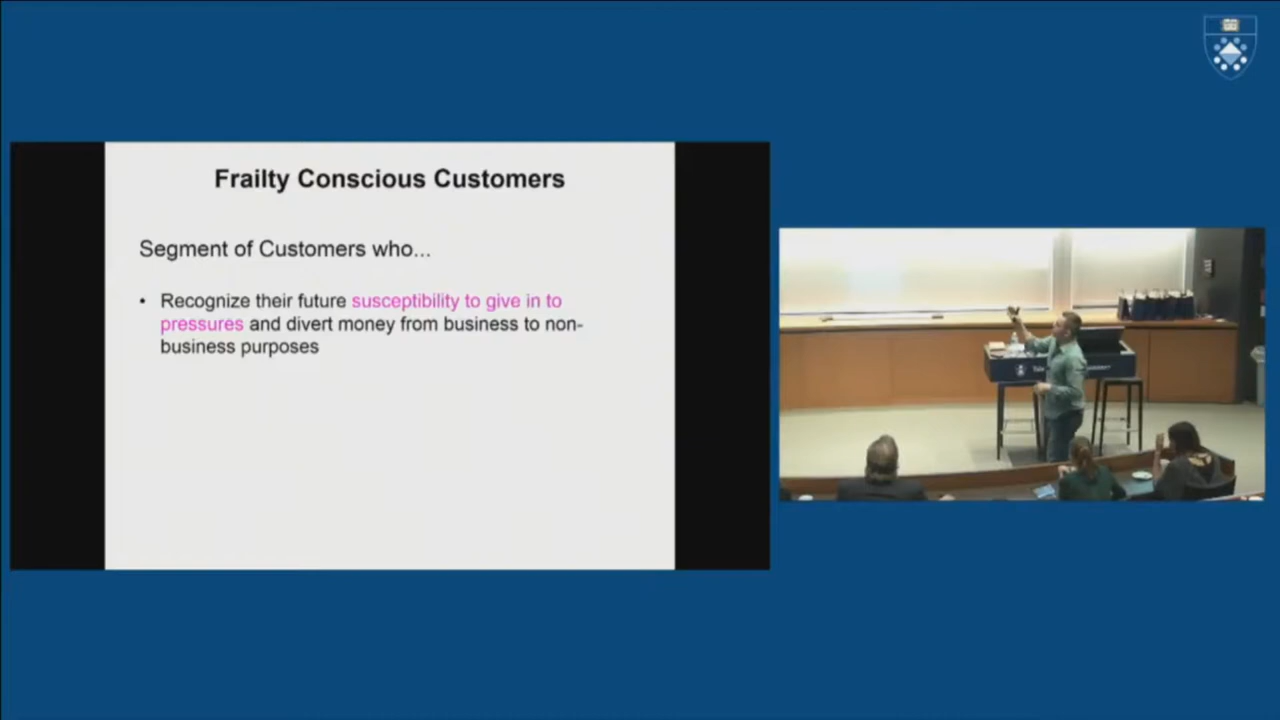 Frailty Conscious Customers
Segment of Customers who...
• Recognize their future susceptibility to give in to
pressures and divert money from business to non-
business purposes